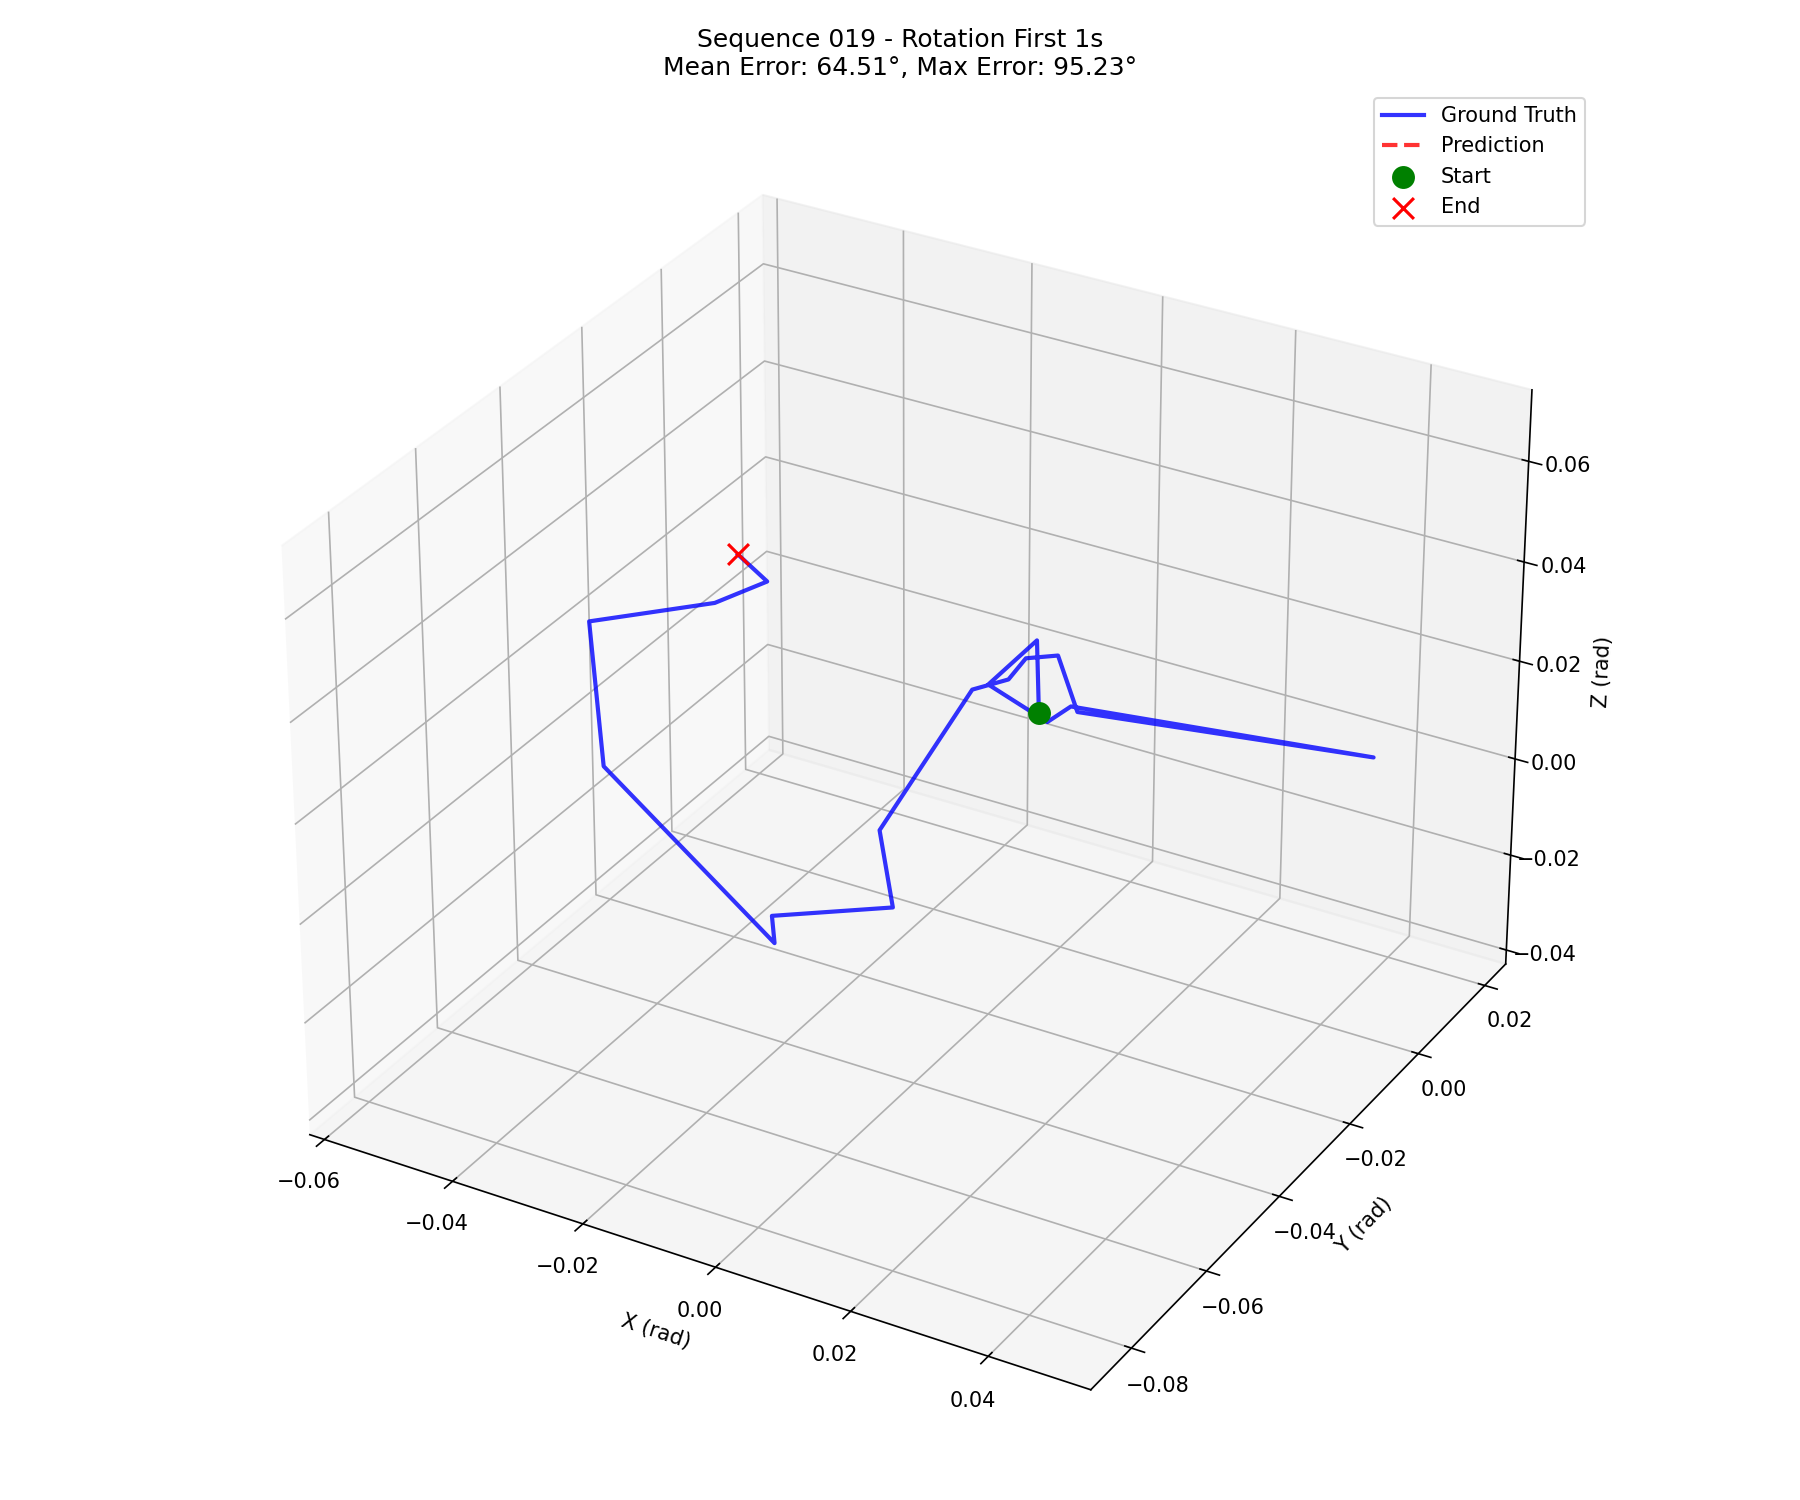 Sequence 019 - Rotation First 1s
Mean Error: 64.51°, Max Error: 95.23°
Ground Truth
Prediction
Start
End
0.06
0.04
0.02
0.00
−0.02
−0.04
Z (rad)
0.02
0.00
−0.02
−0.04
−0.06
−0.08
Y (rad)
−0.06
−0.04
−0.02
0.00
0.02
0.04
X (rad)